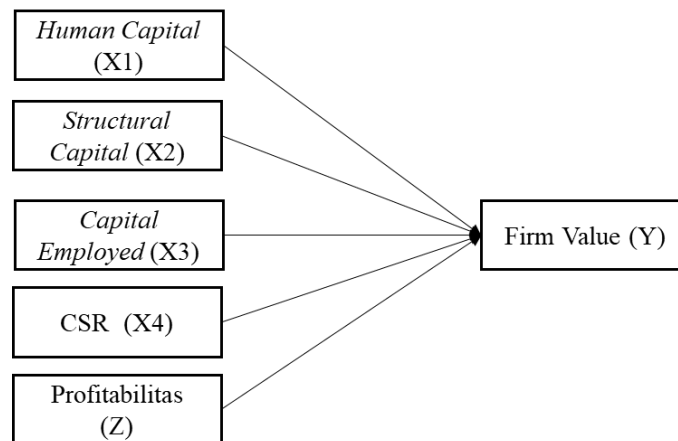 Human Capital
(X1)
Structural
Capital (X2)
Capital
Employed (X3)
Firm Value (Y)
CSR (X4)
Profitabilitas
(Z)